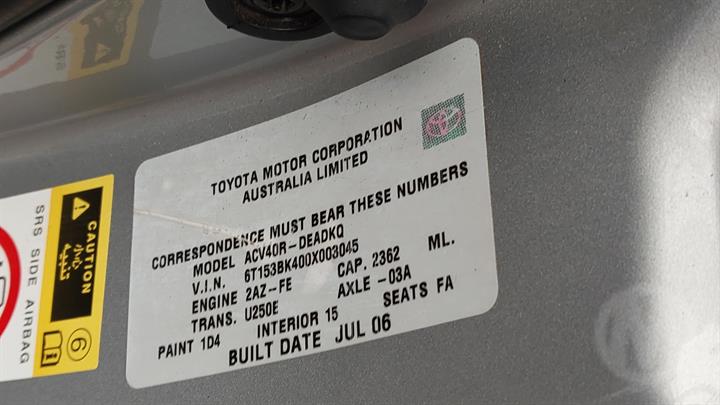 TOYOTA MOTOR CORPORATION
AUSTRALIA LIMITED
CORRESPONDENCE MUST BEAR THESE NUMBERS
MODEL ACV40R-DEADKQ
V.I.N. 6T153BK400X003045
ENGINE 2AZ-FE CAP. 2362 ML.
TRANS. U250E AXLE -03A
PAINT 1D4 INTERIOR 15 SEATS FA
BUILT DATE JUL 06
SRS SIDE AIRBAG
CAUTION
تنبيه
6